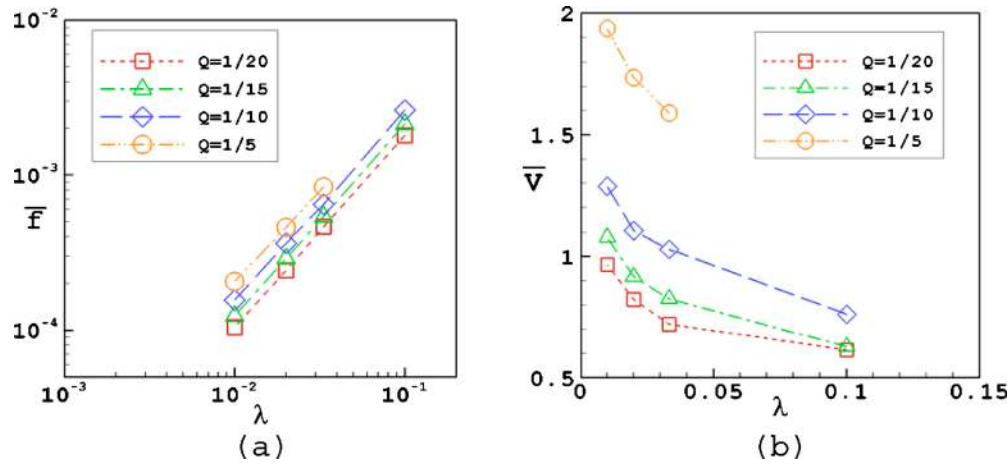 10^-2
Q=1/20
Q=1/15
Q=1/10
Q=1/5
10^-3
f̅
10^-4
10^-3
10^-2
10^-1
λ
(a)
2
Q=1/20
Q=1/15
Q=1/10
Q=1/5
1.5
V̅
1
0.5
0
0.05
0.1
0.15
λ
(b)